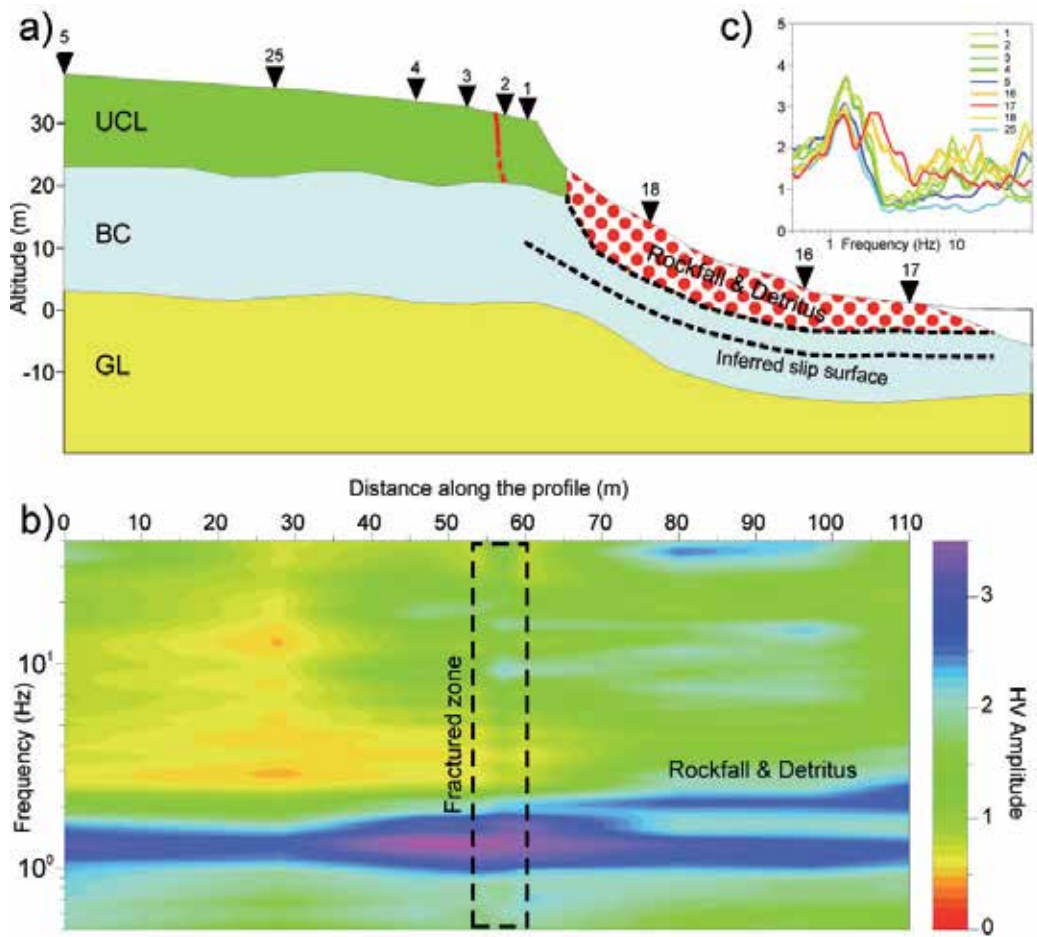 a)
5
25
4
3
2
1
UCL
BC
GL
18
16
17
Rockfall & Detritus
Inferred slip surface
Altitude (m)
30
20
10
0
-10
c)
5
4
3
2
1
0
1 Frequency (Hz) 10
1
2
3
4
5
16
17
18
25
Distance along the profile (m)
b)
0 10 20 30 40 50 60 70 80 90 100 110
Frequency (Hz)
10¹
10⁰
Fractured zone
Rockfall & Detritus
3
2
1
0
HV Amplitude